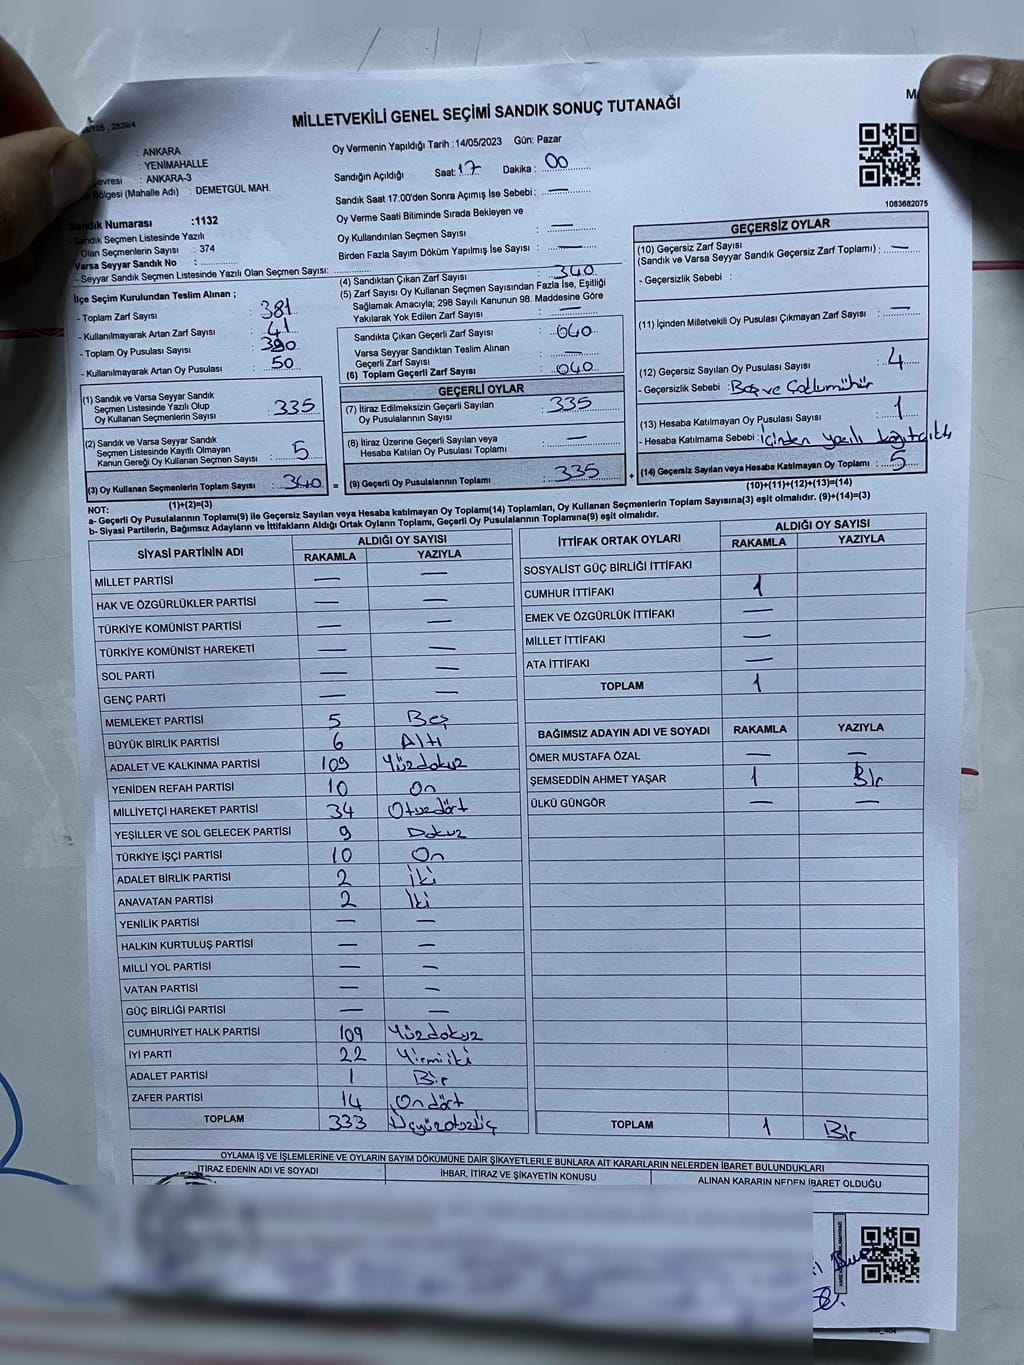 MİLLETVEKİLİ GENEL SEÇİMİ SANDIK SONUÇ TUTANAĞI
: ANKARA
: YENİMAHALLE
: ANKARA-3
Bölgesi (Mahalle Adı) : DEMETGÜL MAH.
Oy Vermenin Yapıldığı Tarih : 14/05/2023 Gün: Pazar
Sandığın Açıldığı Saat: 17 Dakika : 00
Sandık Saat 17:00'den Sonra Açımış İse Sebebi : —
Oy Verme Saati Bitiminde Sırada Bekleyen ve
Oy Kullandırılan Seçmen Sayısı : —
Birden Fazla Sayım Döküm Yapılmış İse Sayısı : —
1083682075
Sandık Numarası :1132
- Sandık Seçmen Listesinde Yazılı
Olan Seçmenlerin Sayısı : 374
Varsa Seyyar Sandık No :
- Seyyar Sandık Seçmen Listesinde Yazılı Olan Seçmen Sayısı:
İlçe Seçim Kurulundan Teslim Alınan ;
- Toplam Zarf Sayısı : 381
- Kullanılmayarak Artan Zarf Sayısı : 41
- Toplam Oy Pusulası Sayısı : 390
- Kullanılmayarak Artan Oy Pusulası : 50
(1) Sandık ve Varsa Seyyar Sandık
Seçmen Listesinde Yazılı Olup
Oy Kullanan Seçmenlerin Sayısı : 335
(2) Sandık ve Varsa Seyyar Sandık
Seçmen Listesinde Kayıtlı Olmayan
Kanun Gereği Oy Kullanan Seçmen Sayısı : 5
(3) Oy Kullanan Seçmenlerin Toplam Sayısı : 340 =
(1)+(2)=(3)
(4) Sandıktan Çıkan Zarf Sayısı : 340
(5) Zarf Sayısı Oy Kullanan Seçmen Sayısından Fazla İse, Eşitliği
Sağlamak Amacıyla; 298 Sayılı Kanunun 98. Maddesine Göre
Yakılarak Yok Edilen Zarf Sayısı : —
Sandıkta Çıkan Geçerli Zarf Sayısı : 040
Varsa Seyyar Sandıktan Teslim Alınan
Geçerli Zarf Sayısı : —
(6) Toplam Geçerli Zarf Sayısı : 040
GEÇERLİ OYLAR
(7) İtiraz Edilmeksizin Geçerli Sayılan
Oy Pusulalarının Sayısı : 335
(8) İtiraz Üzerine Geçerli Sayılan veya
Hesaba Katılan Oy Pusulası Toplamı : —
(9) Geçerli Oy Pusulalarının Toplamı : 335 +
GEÇERSİZ OYLAR
(10) Geçersiz Zarf Sayısı : —
(Sandık ve Varsa Seyyar Sandık Geçersiz Zarf Toplamı)
- Geçersizlik Sebebi :
(11) İçinden Milletvekili Oy Pusulası Çıkmayan Zarf Sayısı : —
(12) Geçersiz Sayılan Oy Pusulası Sayısı : 4
- Geçersizlik Sebebi : Boş ve Çoklumühür
(13) Hesaba Katılmayan Oy Pusulası Sayısı : 1
- Hesaba Katılmama Sebebi : İçinden yazılı kağıt çıktı
(14) Geçersiz Sayılan veya Hesaba Katılmayan Oy Toplamı : 5
(10)+(11)+(12)+(13)=(14)
NOT:
a- Geçerli Oy Pusulalarının Toplamı(9) ile Geçersiz Sayılan veya Hesaba katılmayan Oy Toplamı(14) Toplamları, Oy Kullanan Seçmenlerin Toplam Sayısına(3) eşit olmalıdır. (9)+(14)=(3)
b- Siyasi Partilerin, Bağımsız Adayların ve İttifakların Aldığı Ortak Oyların Toplamı, Geçerli Oy Pusulalarının Toplamına(9) eşit olmalıdır.
SİYASİ PARTİNİN ADI ALDIĞI OY SAYISI
RAKAMLA YAZIYLA
MİLLET PARTİSİ — —
HAK VE ÖZGÜRLÜKLER PARTİSİ — —
TÜRKİYE KOMÜNİST PARTİSİ — —
TÜRKİYE KOMÜNİST HAREKETİ — —
SOL PARTİ — —
GENÇ PARTİ — —
MEMLEKET PARTİSİ 5 Beş
BÜYÜK BİRLİK PARTİSİ 6 Altı
ADALET VE KALKINMA PARTİSİ 109 Yüzdokuz
YENİDEN REFAH PARTİSİ 10 On
MİLLİYETÇİ HAREKET PARTİSİ 34 Otuzdört
YEŞİLLER VE SOL GELECEK PARTİSİ 9 Dokuz
TÜRKİYE İŞÇİ PARTİSİ 10 On
ADALET BİRLİK PARTİSİ 2 İki
ANAVATAN PARTİSİ 2 İki
YENİLİK PARTİSİ — —
HALKIN KURTULUŞ PARTİSİ — —
MİLLİ YOL PARTİSİ — —
VATAN PARTİSİ — —
GÜÇ BİRLİĞİ PARTİSİ — —
CUMHURİYET HALK PARTİSİ 109 Yüzdokuz
İYİ PARTİ 22 Yirmiiki
ADALET PARTİSİ 1 Bir
ZAFER PARTİSİ 14 Ondört
TOPLAM 333 Üçyüzotuzüç
İTTİFAK ORTAK OYLARI ALDIĞI OY SAYISI
RAKAMLA YAZIYLA
SOSYALİST GÜÇ BİRLİĞİ İTTİFAKI
CUMHUR İTTİFAKI 1
EMEK VE ÖZGÜRLÜK İTTİFAKI —
MİLLET İTTİFAKI —
ATA İTTİFAKI —
TOPLAM 1
BAĞIMSIZ ADAYIN ADI VE SOYADI RAKAMLA YAZIYLA
ÖMER MUSTAFA ÖZAL — —
ŞEMSEDDİN AHMET YAŞAR 1 Bir
ÜLKÜ GÜNGÖR — —
TOPLAM 1 Bir
OYLAMA İŞ VE İŞLEMLERİNE VE OYLARIN SAYIM DÖKÜMÜNE DAİR ŞİKAYETLERLE BUNLARA AİT KARARLARIN NELERDEN İBARET BULUNDUKLARI
İTİRAZ EDENİN ADI VE SOYADI İHBAR, İTİRAZ VE ŞİKAYETİN KONUSU ALINAN KARARIN NEDEN İBARET OLDUĞU